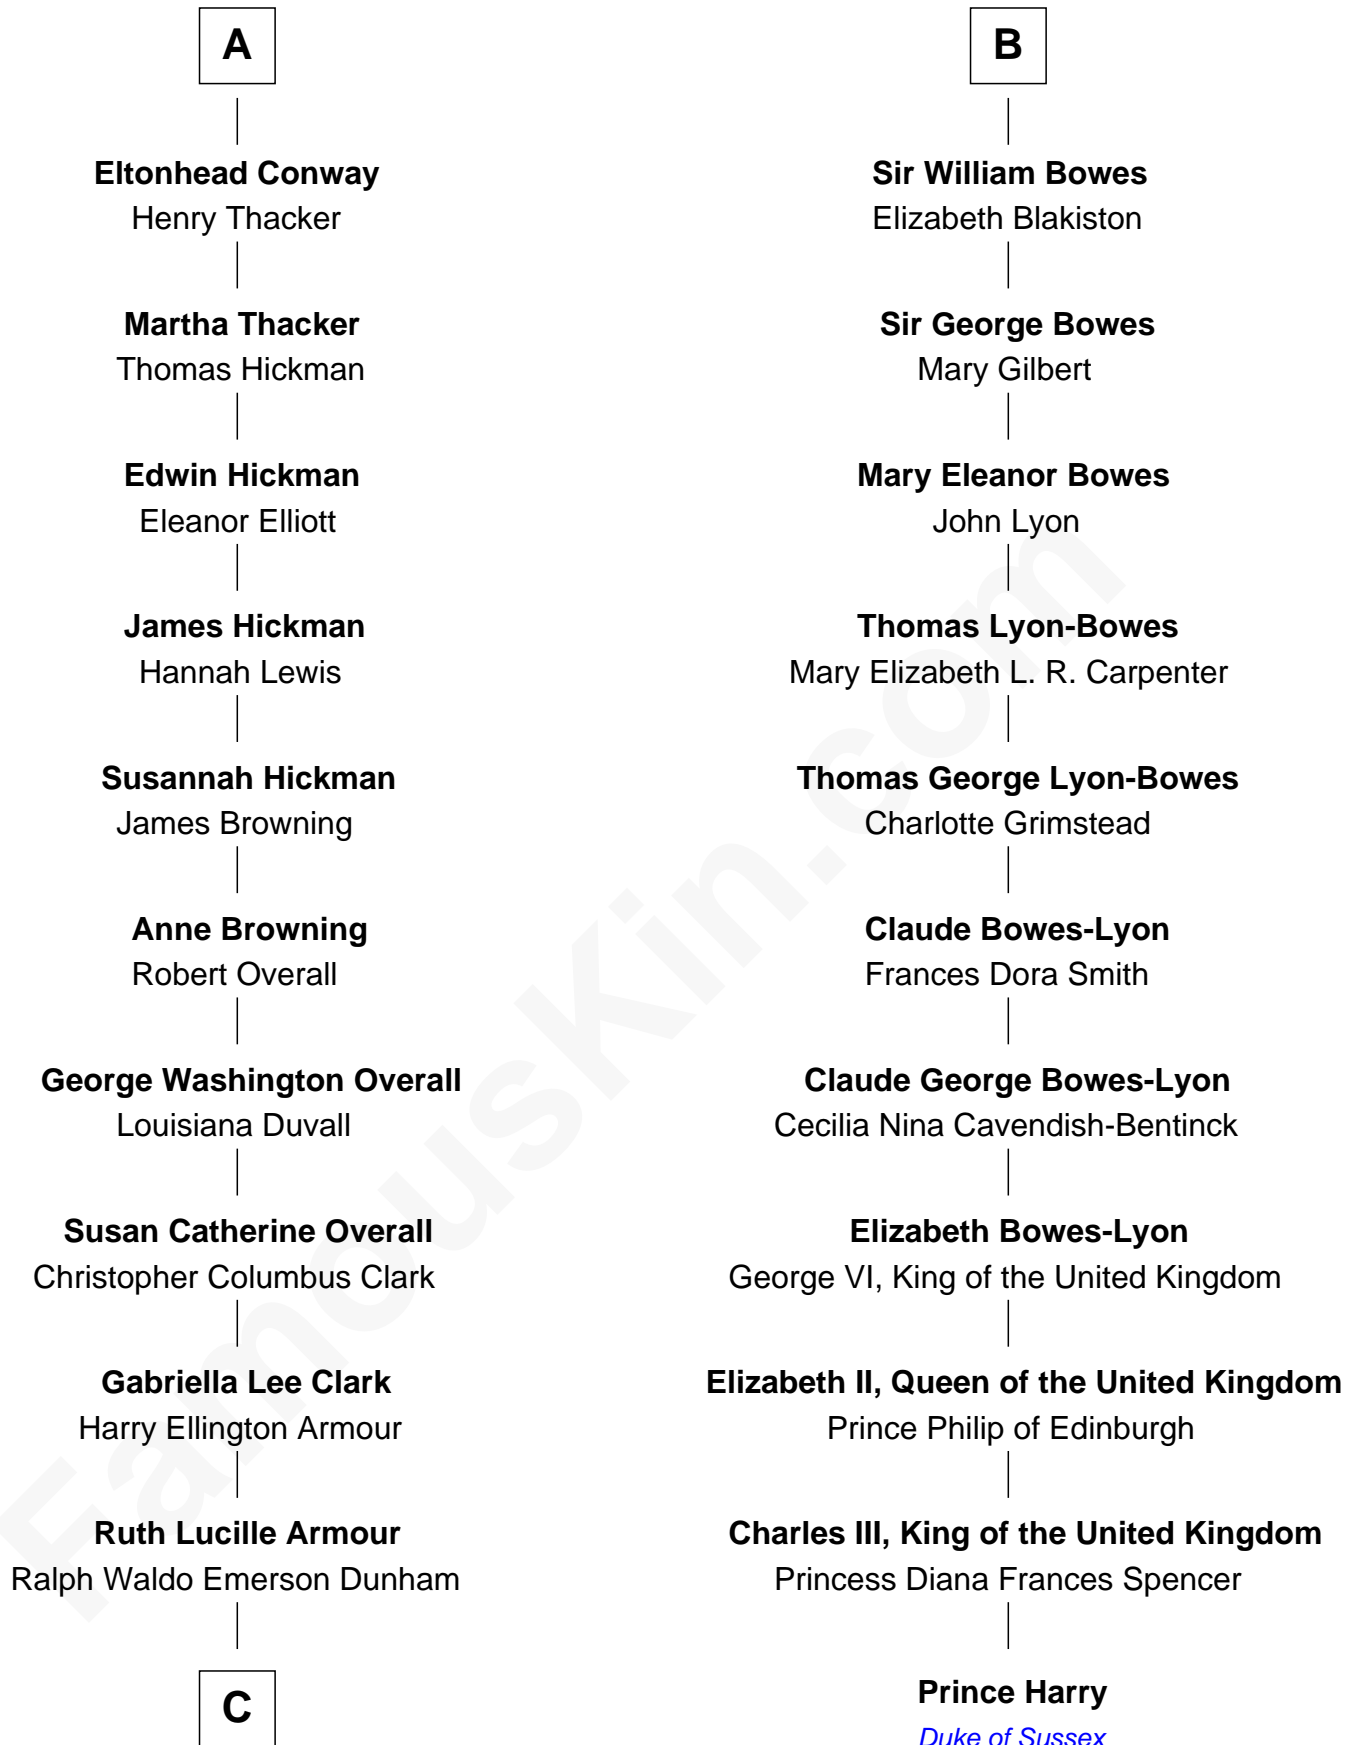 A
Eltonhead Conway
Henry Thacker
Martha Thacker
Thomas Hickman
Edwin Hickman
Eleanor Elliott
James Hickman
Hannah Lewis
Susannah Hickman
James Browning
Anne Browning
Robert Overall
George Washington Overall
Louisiana Duvall
Susan Catherine Overall
Christopher Columbus Clark
Gabriella Lee Clark
Harry Ellington Armour
Ruth Lucille Armour
Ralph Waldo Emerson Dunham
C
B
Sir William Bowes
Elizabeth Blakiston
Sir George Bowes
Mary Gilbert
Mary Eleanor Bowes
John Lyon
Thomas Lyon-Bowes
Mary Elizabeth L. R. Carpenter
Thomas George Lyon-Bowes
Charlotte Grimstead
Claude Bowes-Lyon
Frances Dora Smith
Claude George Bowes-Lyon
Cecilia Nina Cavendish-Bentinck
Elizabeth Bowes-Lyon
George VI, King of the United Kingdom
Elizabeth II, Queen of the United Kingdom
Prince Philip of Edinburgh
Charles III, King of the United Kingdom
Princess Diana Frances Spencer
Prince Harry
Duke of Sussex
FamousKin.com